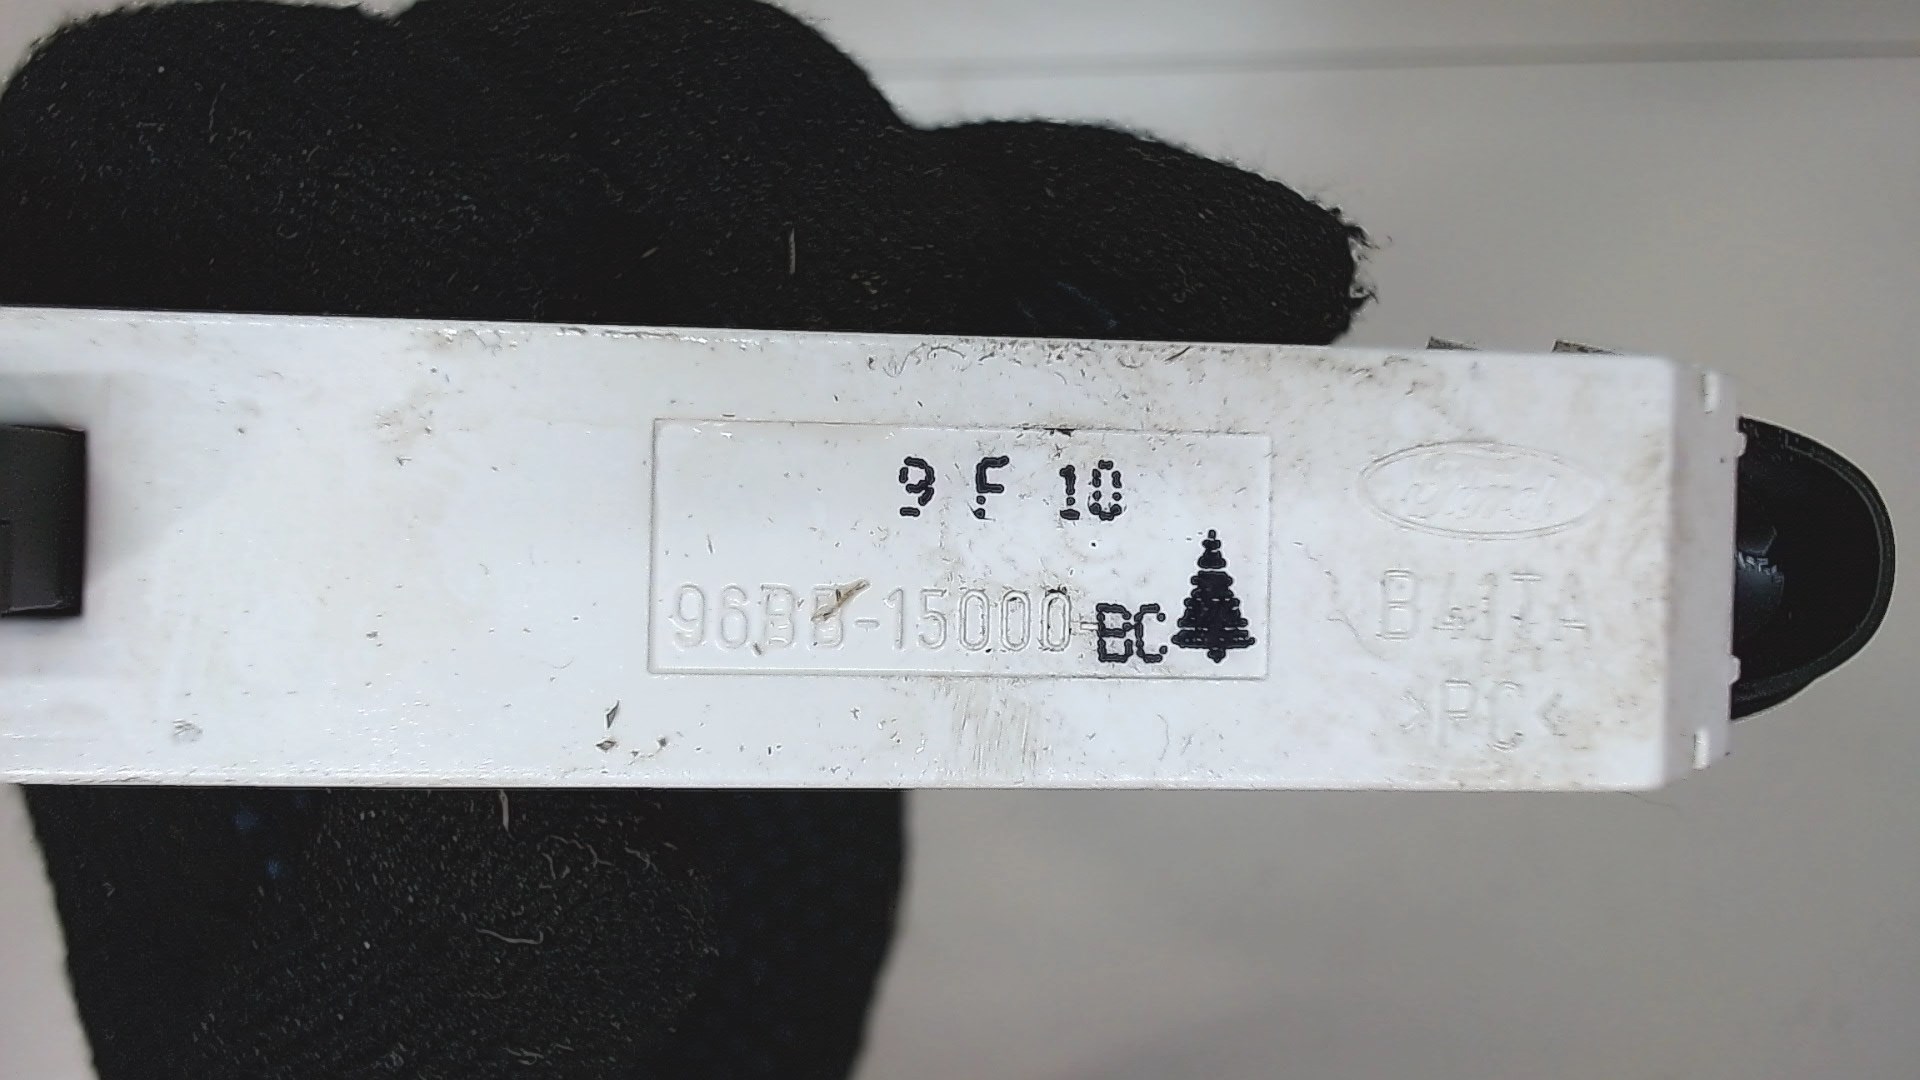 9 F 10
96BB-15000-BC
Ford
B41TA
>PC<